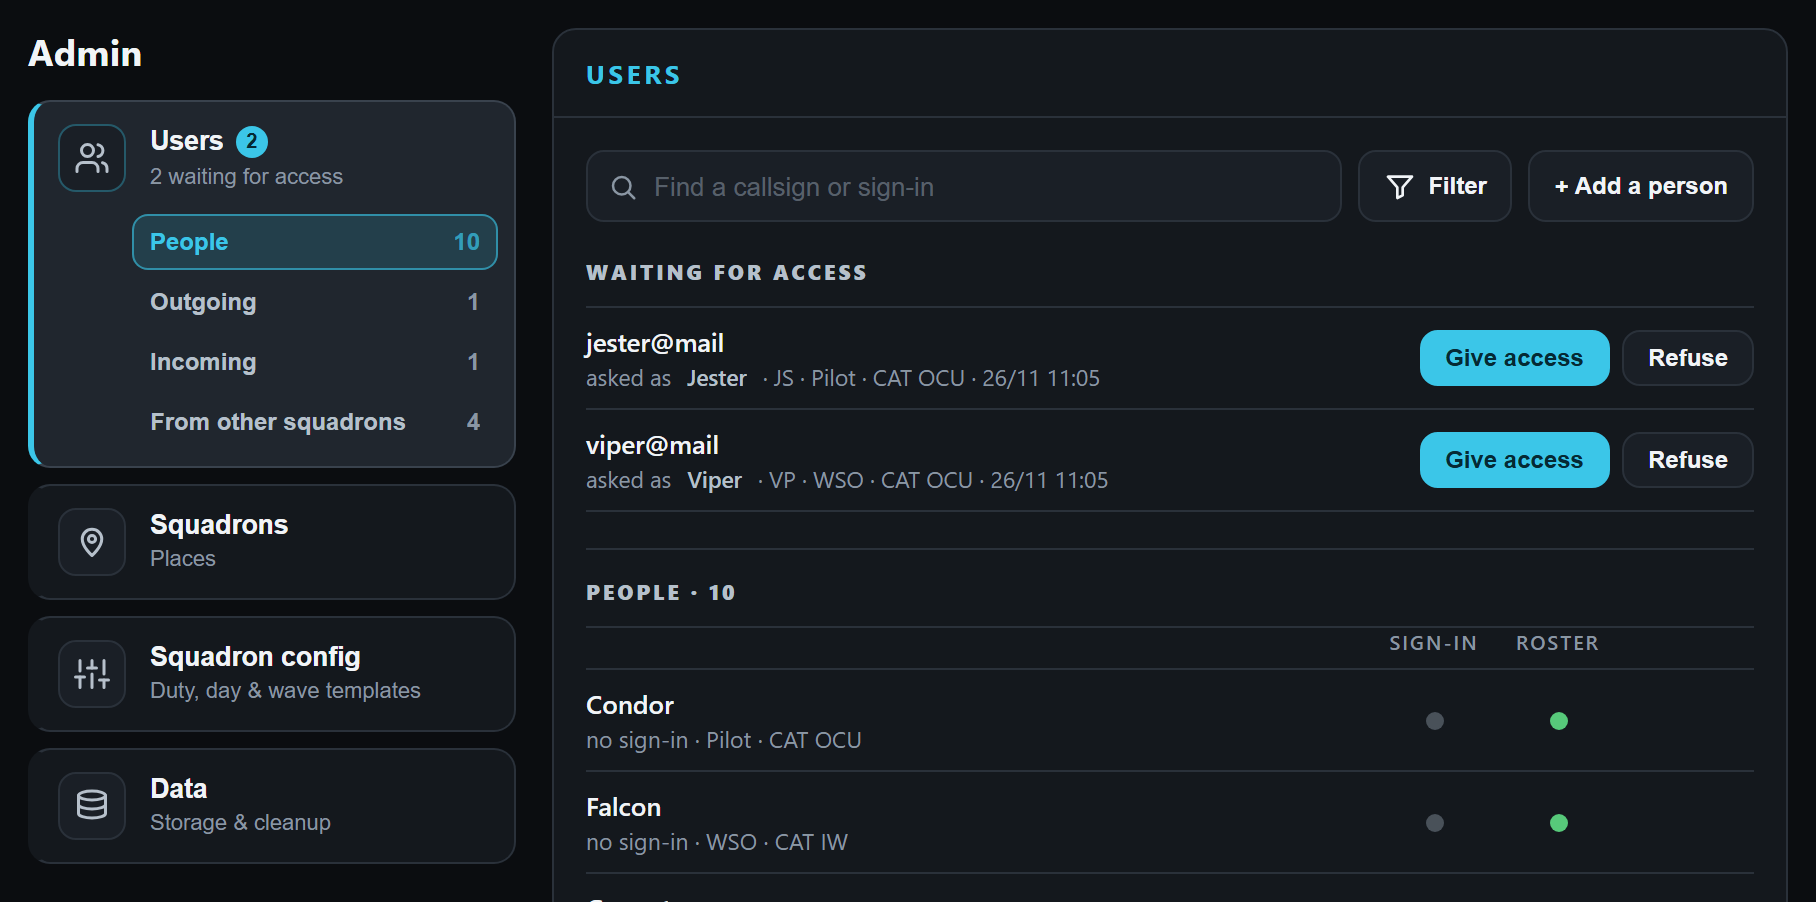 Admin
Users 2
2 waiting for access
People 10
Outgoing 1
Incoming 1
From other squadrons 4
Squadrons
Places
Squadron config
Duty, day & wave templates
Data
Storage & cleanup
USERS
Find a callsign or sign-in
Filter
+ Add a person
WAITING FOR ACCESS
jester@mail
asked as Jester · JS · Pilot · CAT OCU · 26/11 11:05
Give access
Refuse
viper@mail
asked as Viper · VP · WSO · CAT OCU · 26/11 11:05
Give access
Refuse
PEOPLE · 10
SIGN-IN ROSTER
Condor
no sign-in · Pilot · CAT OCU
Falcon
no sign-in · WSO · CAT IW